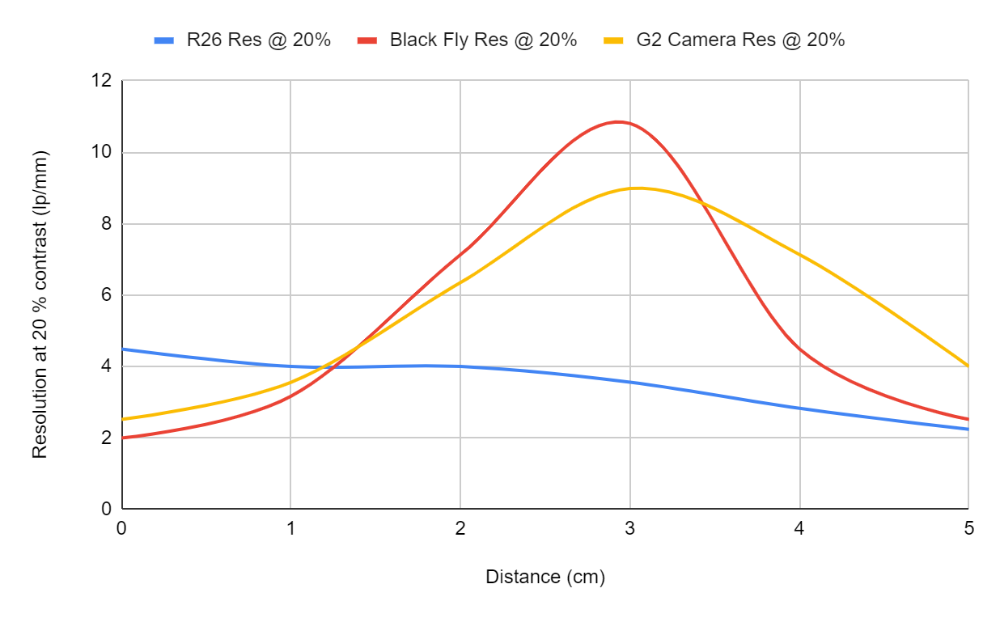 R26 Res @ 20% Black Fly Res @ 20% G2 Camera Res @ 20%
12
10
8
6
4
2
0
Resolution at 20 % contrast (lp/mm)
0 1 2 3 4 5
Distance (cm)